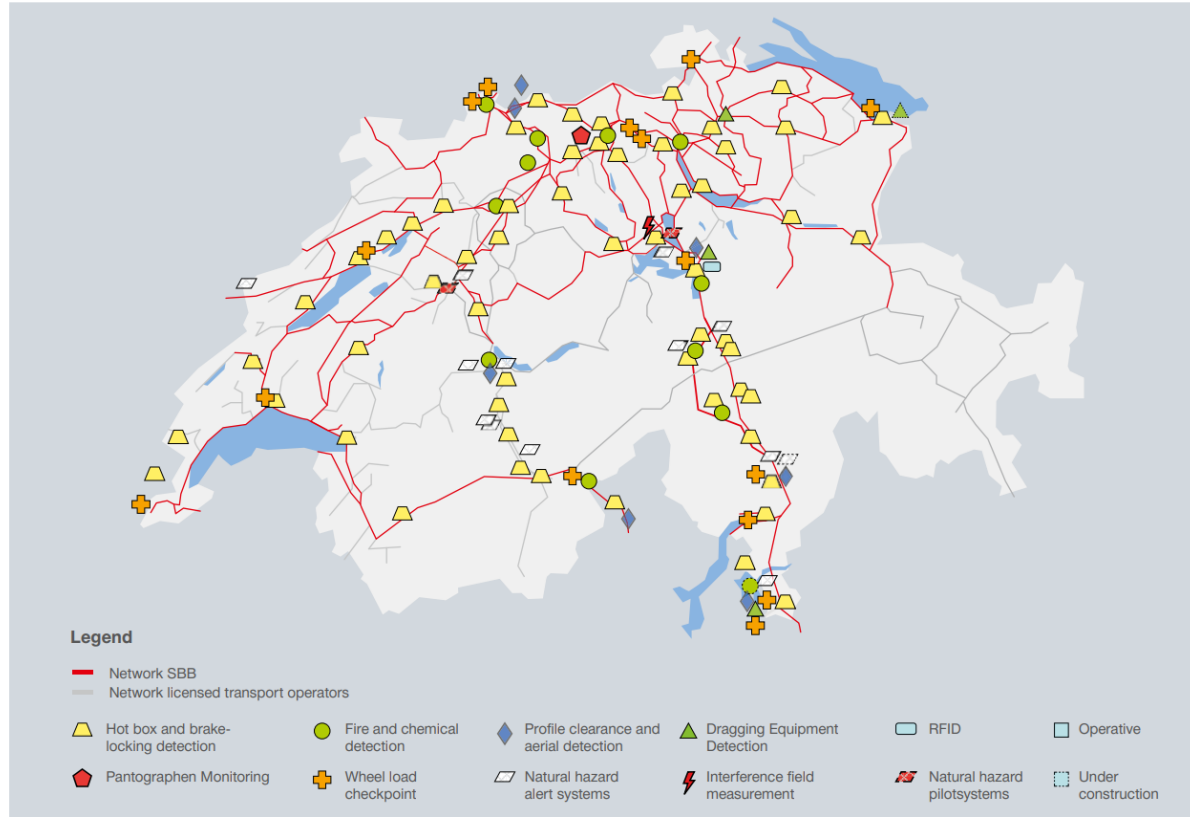 Legend
Network SBB
Network licensed transport operators
Hot box and brake-
locking detection
Fire and chemical
detection
Profile clearance and
aerial detection
Dragging Equipment
Detection
RFID
Operative
Pantographen Monitoring
Wheel load
checkpoint
Natural hazard
alert systems
Interference field
measurement
Natural hazard
pilotsystems
Under
construction